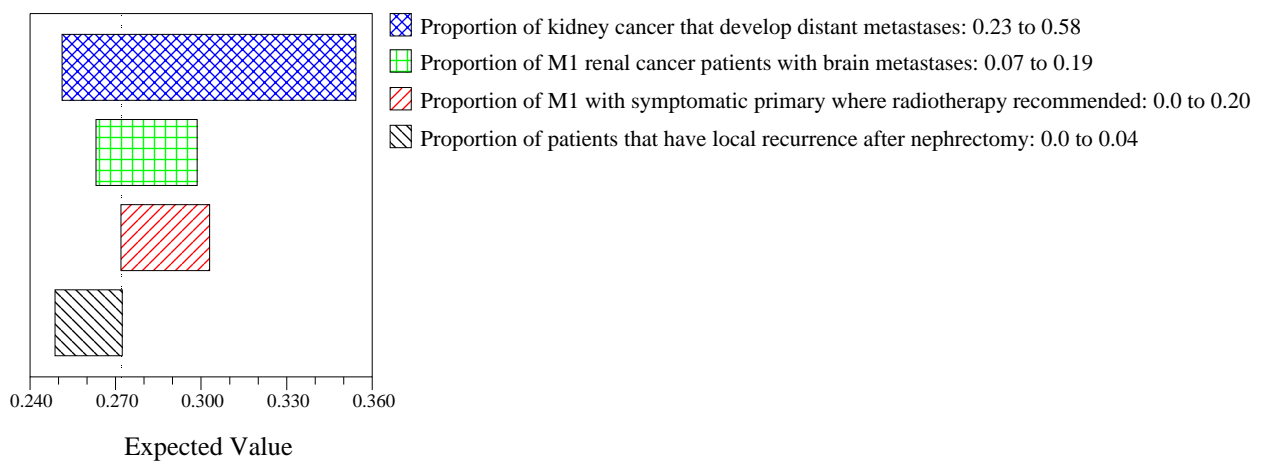 Proportion of kidney cancer that develop distant metastases: 0.23 to 0.58
Proportion of M1 renal cancer patients with brain metastases: 0.07 to 0.19
Proportion of M1 with symptomatic primary where radiotherapy recommended: 0.0 to 0.20
Proportion of patients that have local recurrence after nephrectomy: 0.0 to 0.04
0.240 0.270 0.300 0.330 0.360
Expected Value